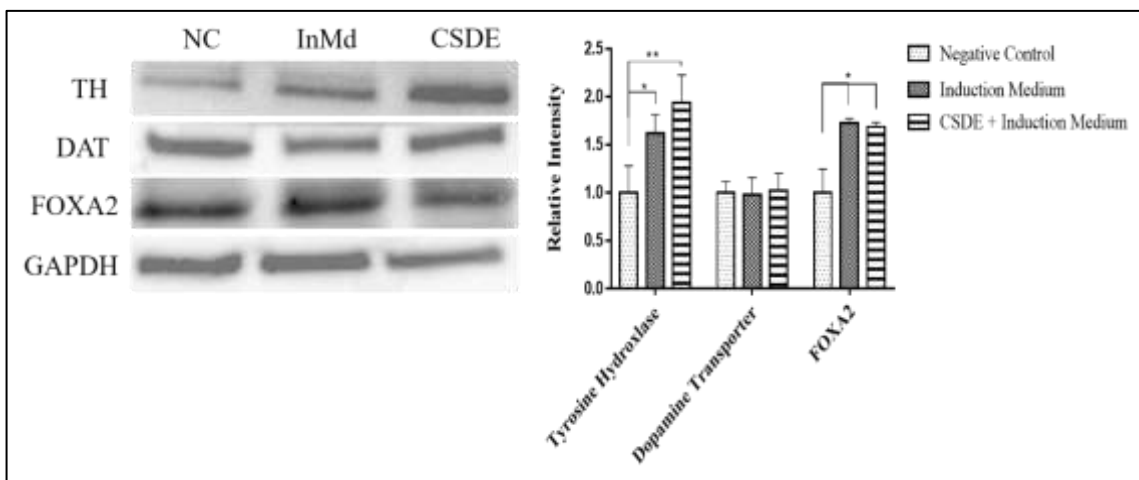 NC InMd CSDE
TH
DAT
FOXA2
GAPDH
Relative Intensity
2.5
2.0
1.5
1.0
0.5
0.0
** 
*
*
Tyrosine Hydroxlase
Dopamine Transporter
FOXA2
Negative Control
Induction Medium
CSDE + Induction Medium